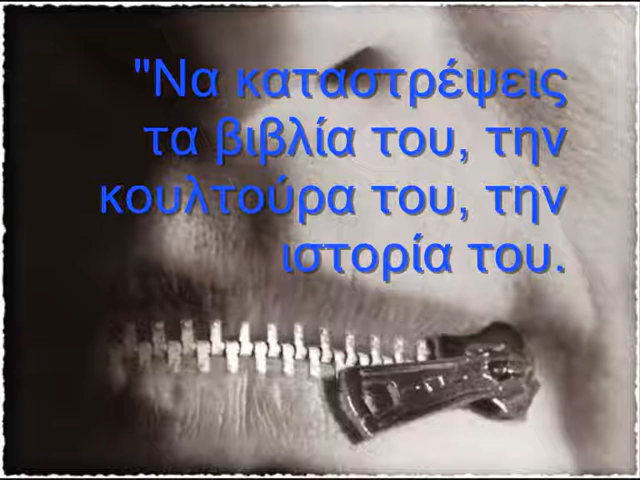 "Να καταστρέψεις
τα βιβλία του, την
κουλτούρα του, την
ιστορία του.